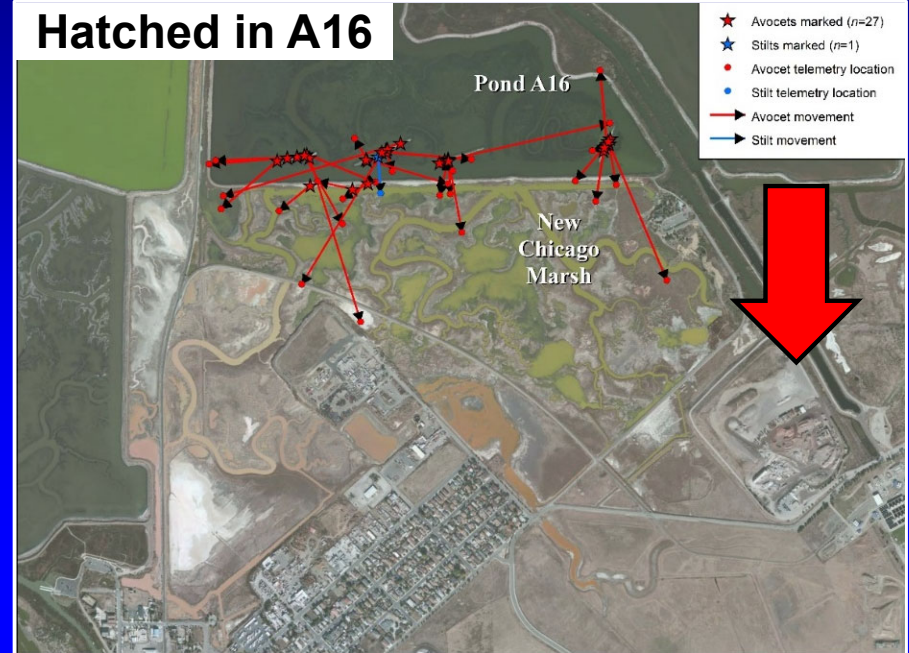 Hatched in A16
Avocets marked (n=27)
Stilts marked (n=1)
Avocet telemetry location
Stilt telemetry location
Avocet movement
Stilt movement
Pond A16
New
Chicago
Marsh